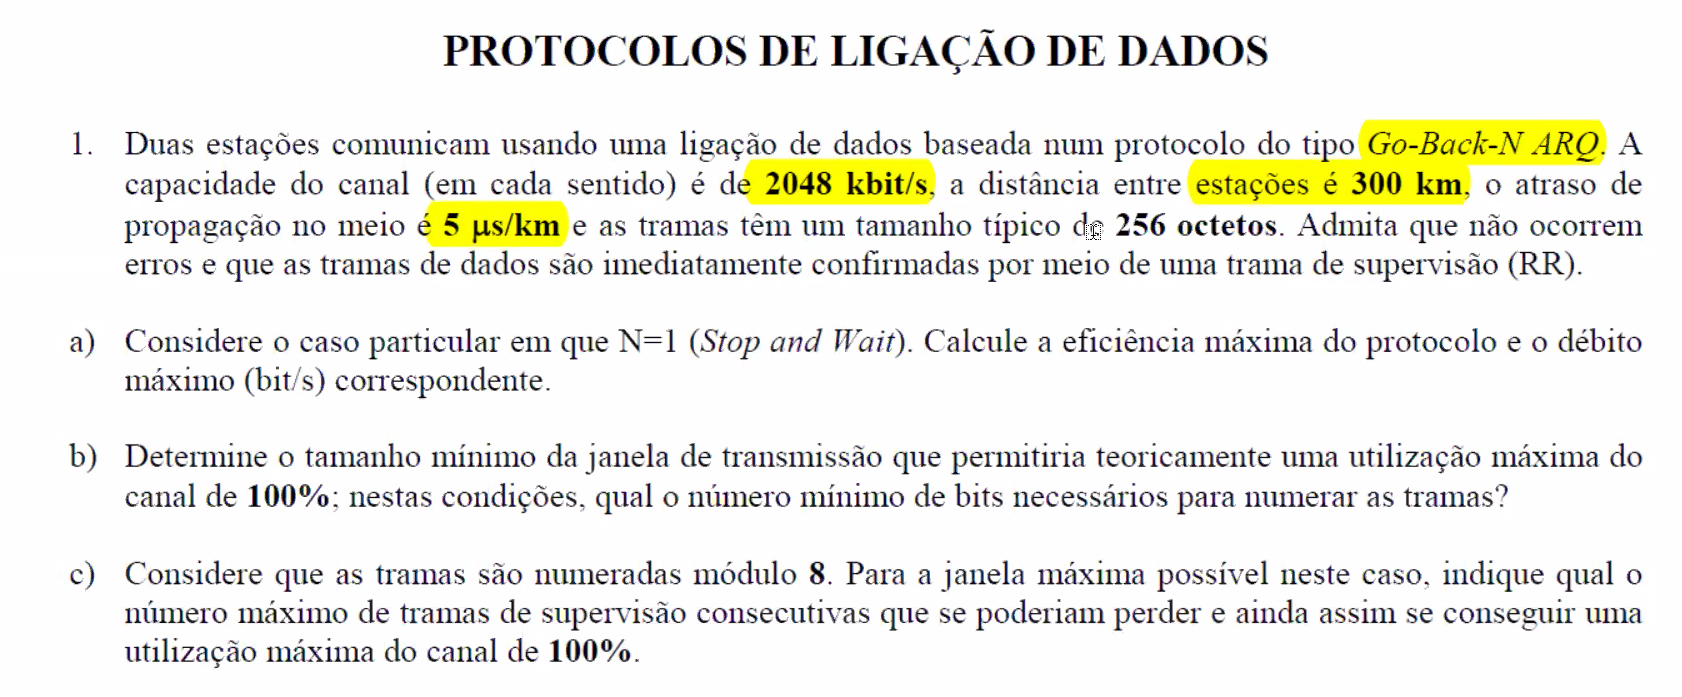 PROTOCOLOS DE LIGAÇÃO DE DADOS
1. Duas estações comunicam usando uma ligação de dados baseada num protocolo do tipo Go-Back-N ARQ. A
capacidade do canal (em cada sentido) é de 2048 kbit/s, a distância entre estações é 300 km, o atraso de
propagação no meio é 5 μs/km e as tramas têm um tamanho típico de 256 octetos. Admita que não ocorrem
erros e que as tramas de dados são imediatamente confirmadas por meio de uma trama de supervisão (RR).
a) Considere o caso particular em que N=1 (Stop and Wait). Calcule a eficiência máxima do protocolo e o débito
máximo (bit/s) correspondente.
b) Determine o tamanho mínimo da janela de transmissão que permitiria teoricamente uma utilização máxima do
canal de 100%; nestas condições, qual o número mínimo de bits necessários para numerar as tramas?
c) Considere que as tramas são numeradas módulo 8. Para a janela máxima possível neste caso, indique qual o
número máximo de tramas de supervisão consecutivas que se poderiam perder e ainda assim se conseguir uma
utilização máxima do canal de 100%.